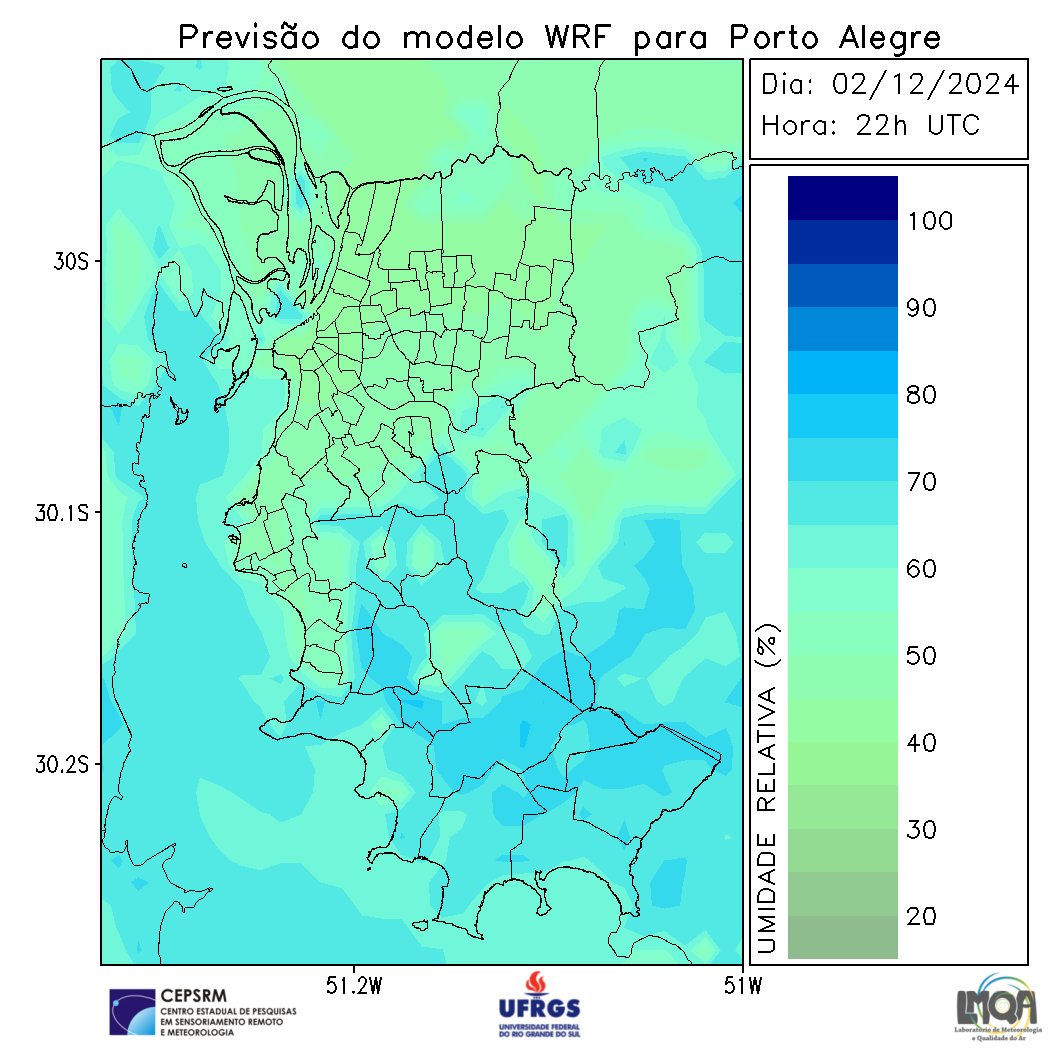 Previsão do modelo WRF para Porto Alegre
Dia: 02/12/2024
Hora: 22h UTC
30S
30.1S
30.2S
51.2W
51W
UMIDADE RELATIVA (%)
100
90
80
70
60
50
40
30
20
CEPSRM
CENTRO ESTADUAL DE PESQUISAS
EM SENSORIAMENTO REMOTO
E METEOROLOGIA
UFRGS
UNIVERSIDADE FEDERAL
DO RIO GRANDE DO SUL
LMQA
Laboratório de Meteorologia
e Qualidade do Ar